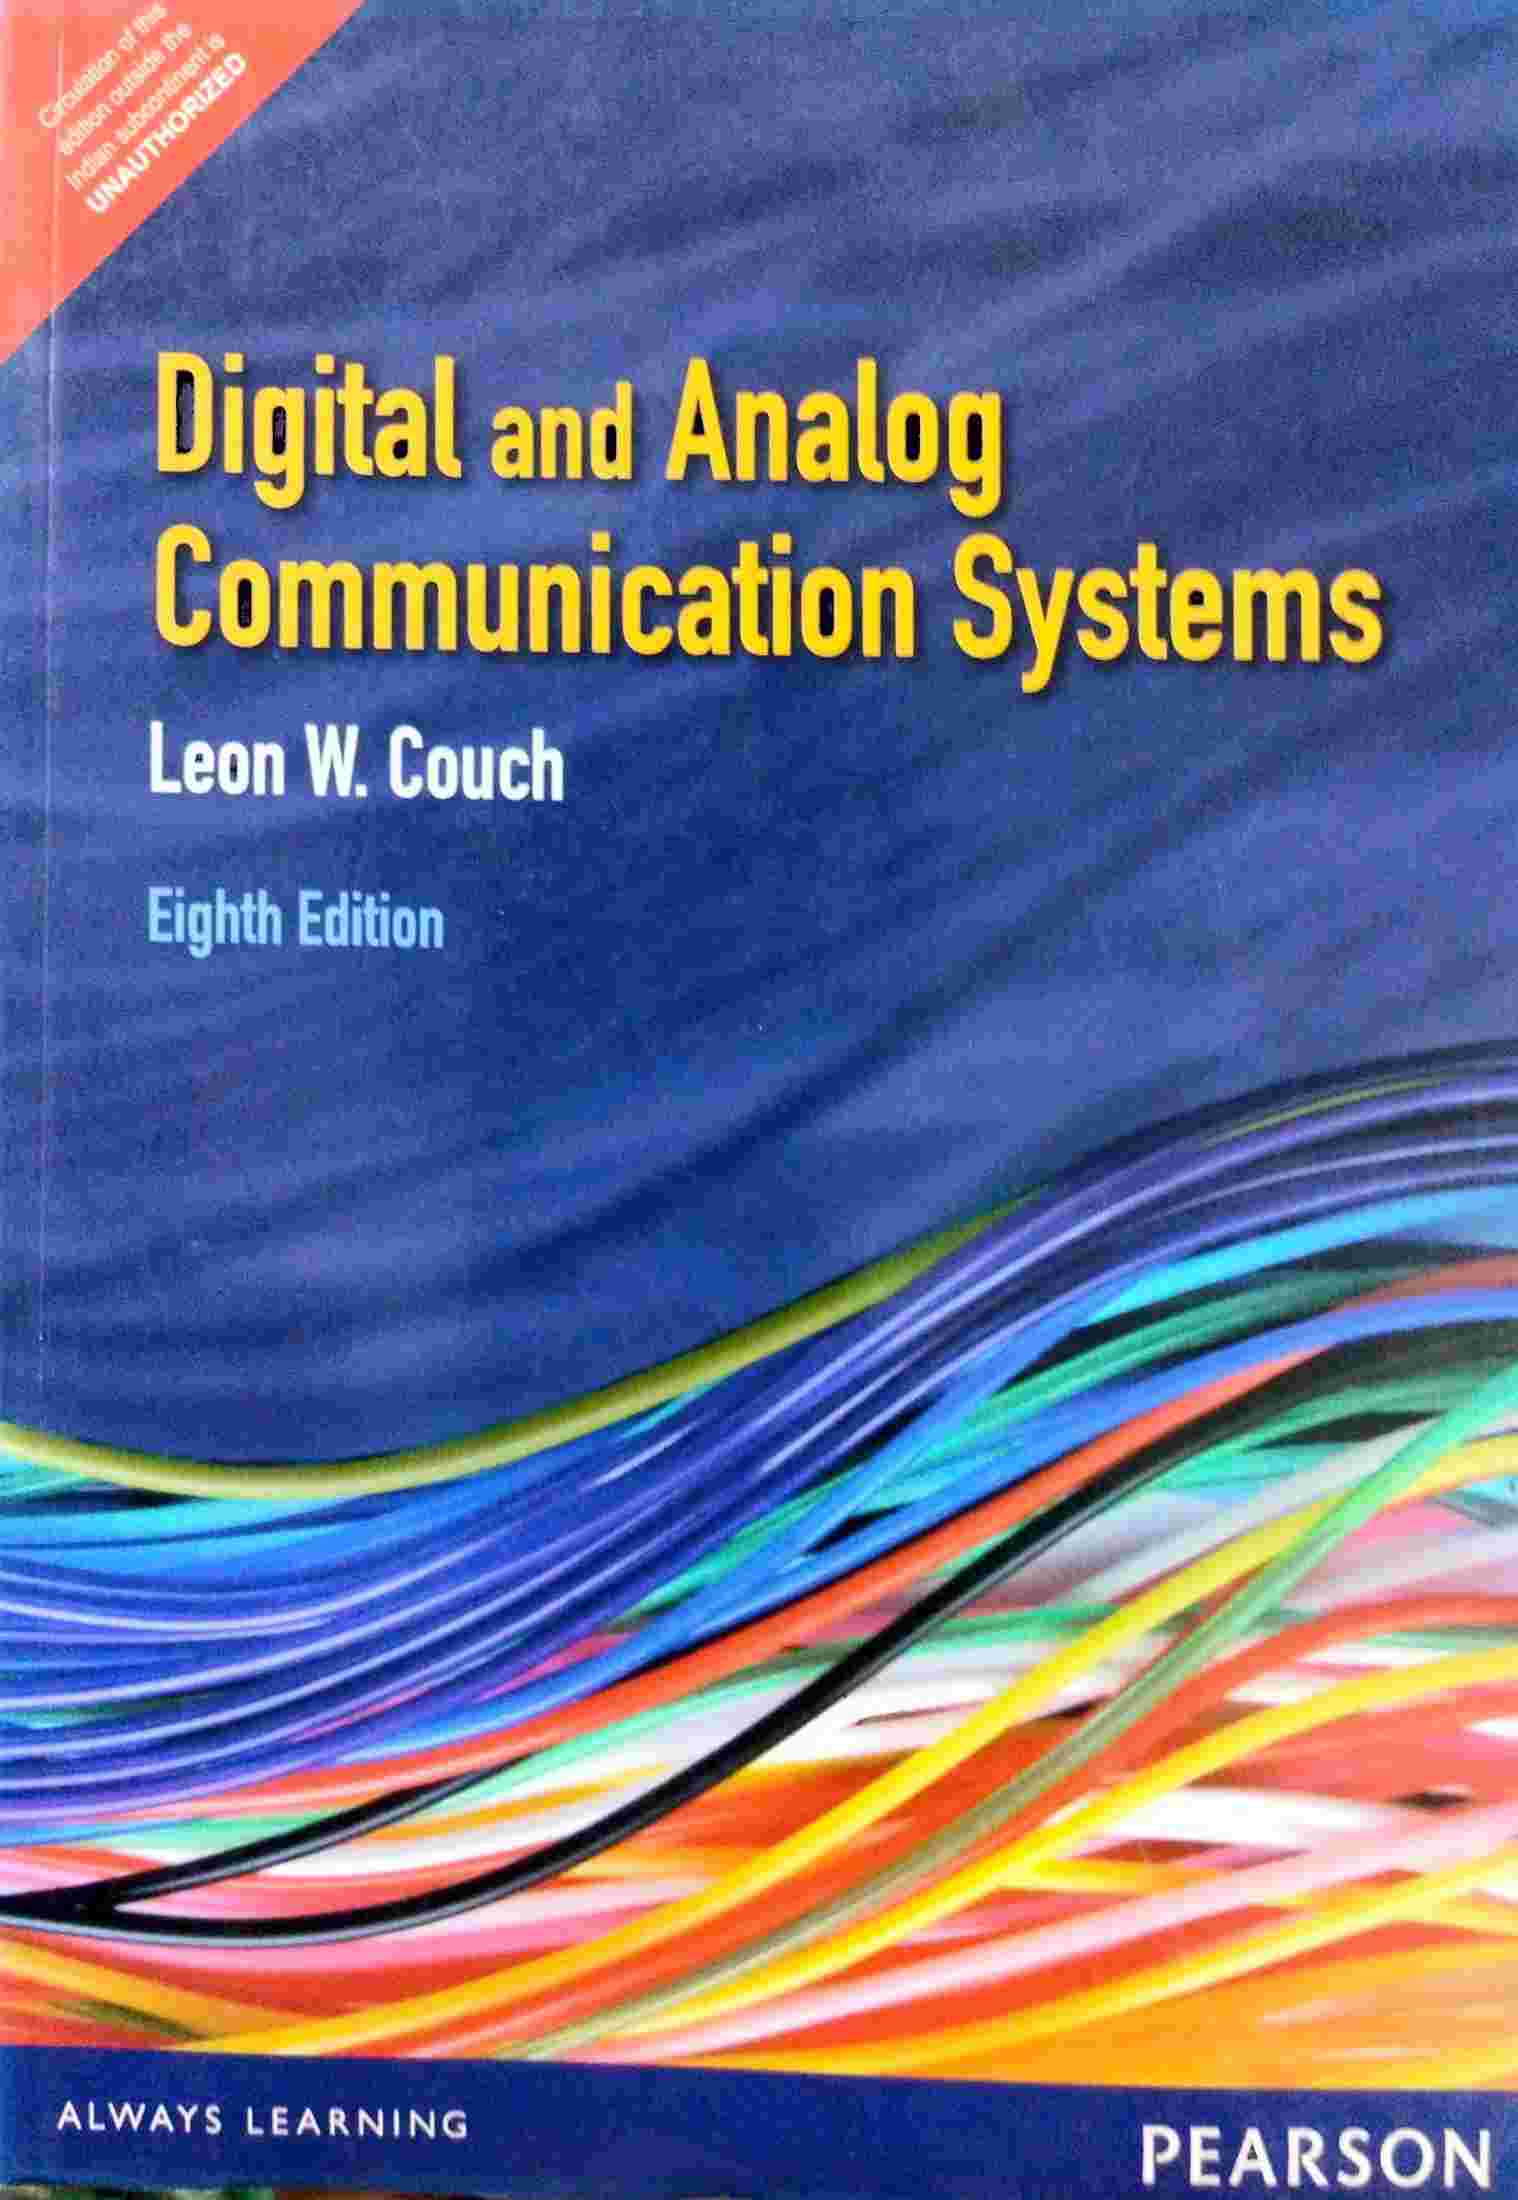 Circulation of this
edition outside the
Indian subcontinent is
UNAUTHORIZED
Digital and Analog
Communication Systems
Leon W. Couch
Eighth Edition
ALWAYS LEARNING
PEARSON